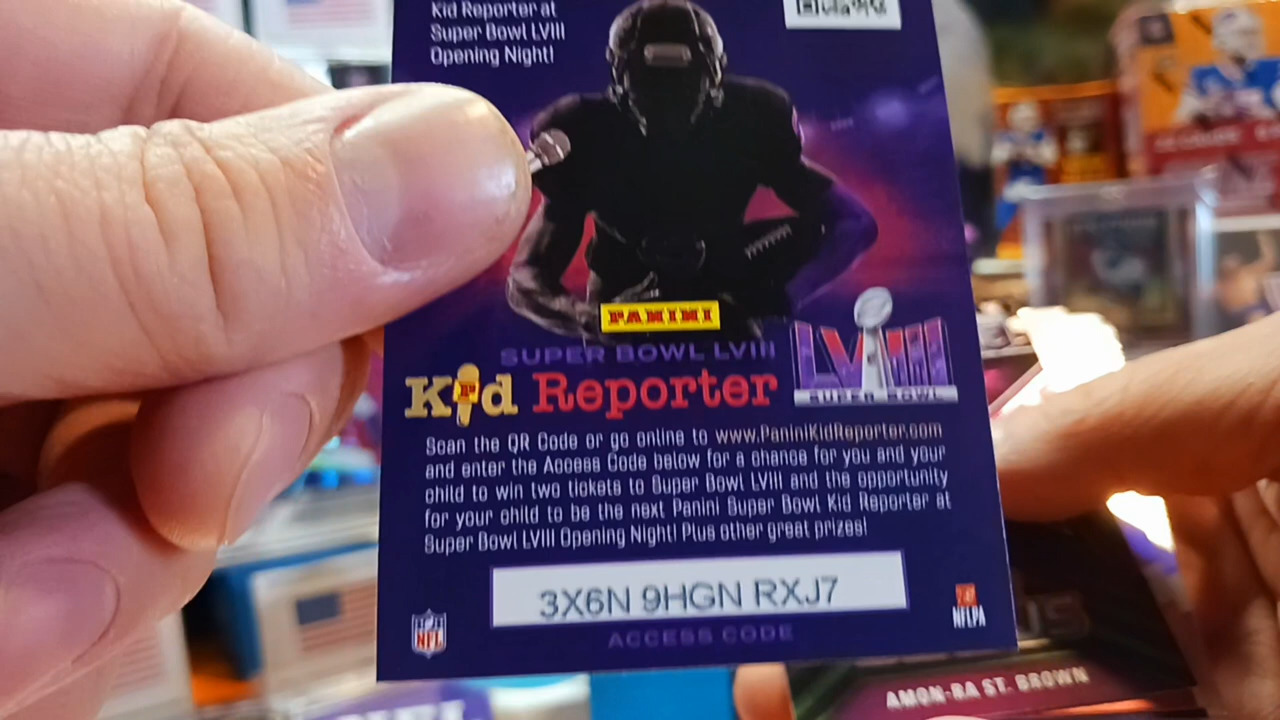 Kid Reporter at
Super Bowl LVIII
Opening Night!
PANINI
SUPER BOWL LVIII
Kid Reporter
LVIII
SUPER BOWL
Scan the QR Code or go online to www.PaniniKidReporter.com
and enter the Access Code below for a chance for you and your
child to win two tickets to Super Bowl LVIII and the opportunity
for your child to be the next Panini Super Bowl Kid Reporter at
Super Bowl LVIII Opening Night! Plus other great prizes!
3X6N 9HGN RXJ7
ACCESS CODE
NFL
NFLPA
AMON-RA ST. BROWN